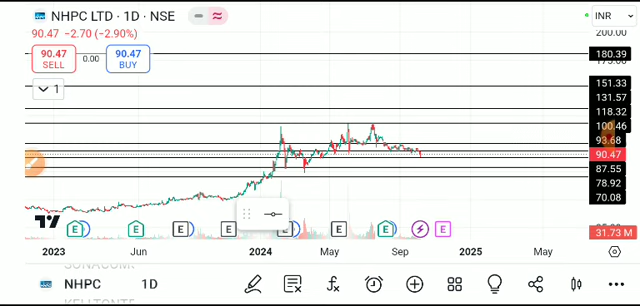 NHPC LTD · 1D · NSE
INR
90.47 −2.70 (−2.90%)
200.00
90.47
SELL
0.00
90.47
BUY
180.39
1
151.33
131.57
118.32
100.46
93.68
90.47
87.55
78.92
70.08
31.73 M
E E E E E E E E
2023 Jun 2024 May Sep 2025 May
NHPC 1D